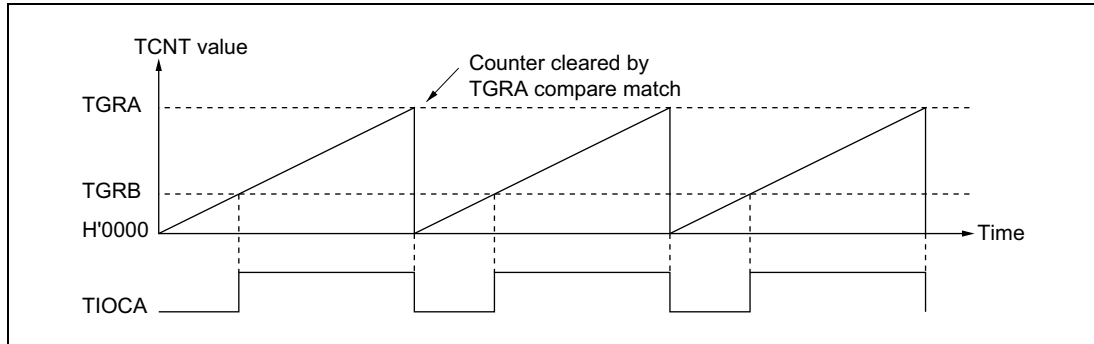 TCNT value
Counter cleared by
TGRA compare match
TGRA
TGRB
H'0000
Time
TIOCA